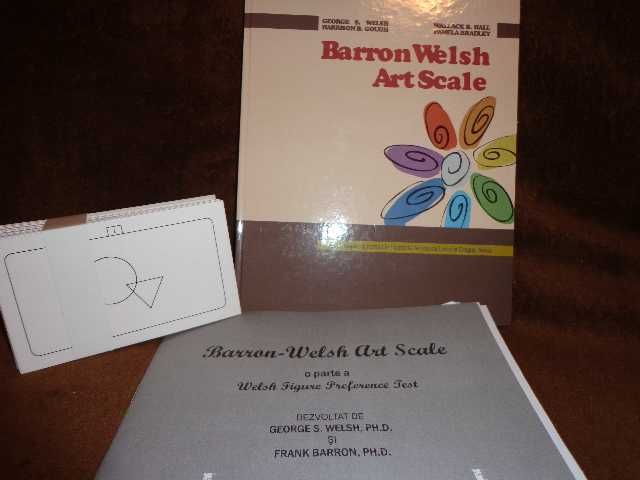 GEORGE S. WELSH
HARRISON G. GOUGH
WALLACE B. HALL
PAMELA BRADLEY
Barron Welsh
Art Scale
Barron-Welsh Art Scale
o parte a
Welsh Figure Preference Test
DEZVOLTAT DE
GEORGE S. WELSH, PH.D.
ȘI
FRANK BARRON, PH.D.